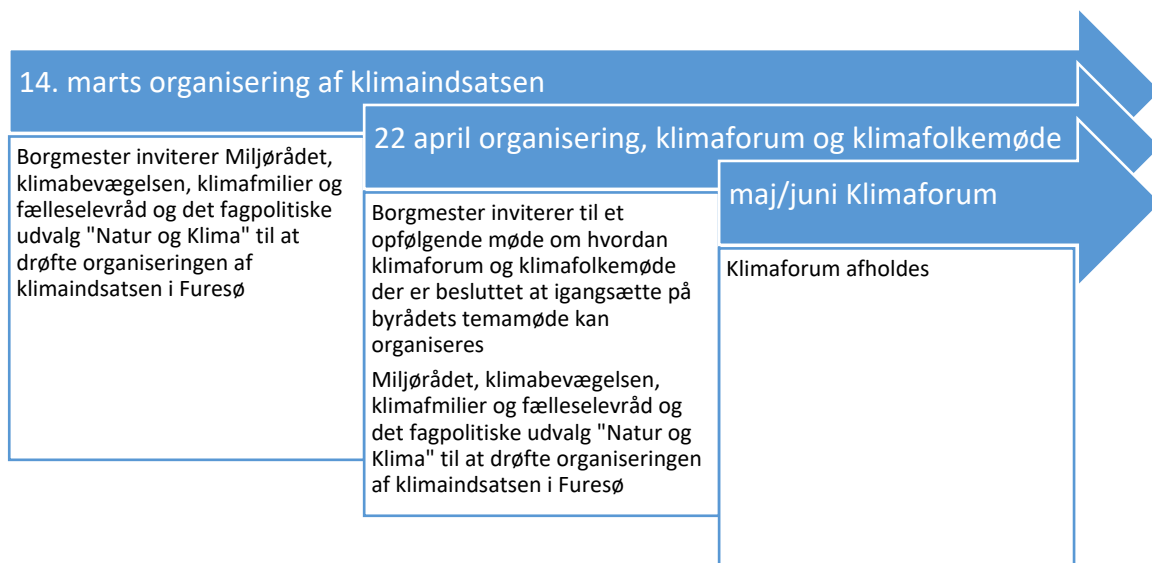 14. marts organisering af klimaindsatsen
Borgmester inviterer Miljørådet,
klimabevægelsen, klimafmilier og
fælleselevråd og det fagpolitiske
udvalg "Natur og Klima" til at
drøfte organiseringen af
klimaindsatsen i Furesø
22 april organisering, klimaforum og klimafolkemøde
Borgmester inviterer til et
opfølgende møde om hvordan
klimaforum og klimafolkemøde
der er besluttet at igangsætte på
byrådets temamøde kan
organiseres
Miljørådet, klimabevægelsen,
klimafmilier og fælleselevråd og
det fagpolitiske udvalg "Natur og
Klima" til at drøfte organiseringen
af klimaindsatsen i Furesø
maj/juni Klimaforum
Klimaforum afholdes